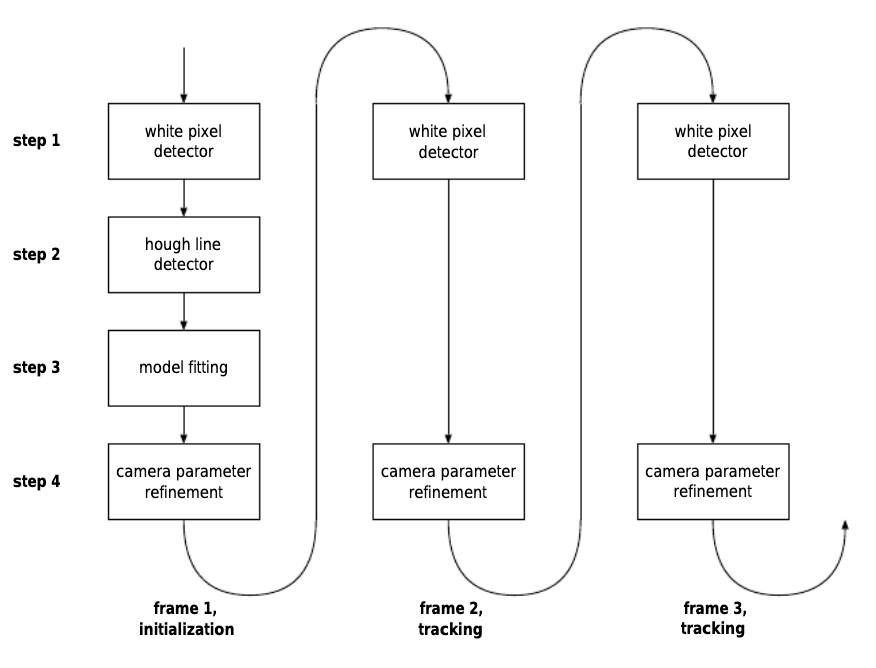 step 1
white pixel
detector
white pixel
detector
white pixel
detector
step 2
hough line
detector
step 3
model fitting
step 4
camera parameter
refinement
camera parameter
refinement
camera parameter
refinement
frame 1,
initialization
frame 2,
tracking
frame 3,
tracking